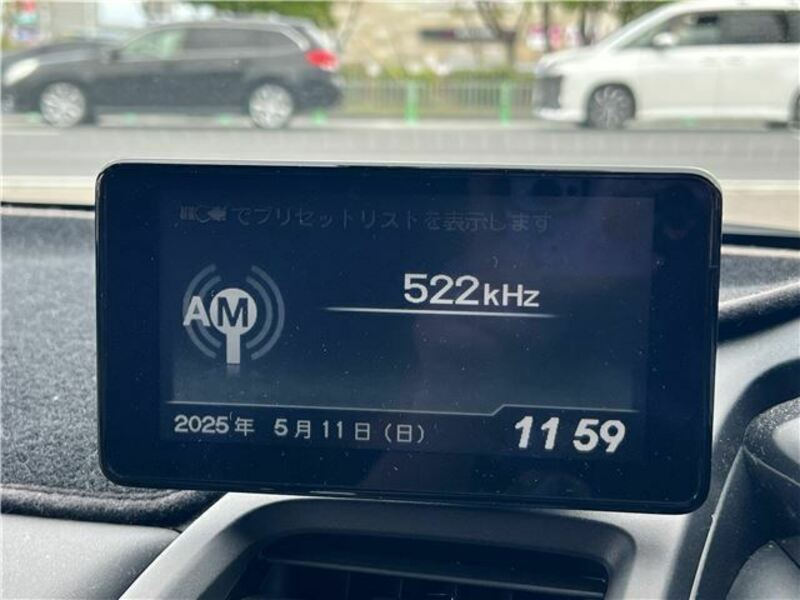 でプリセットリストを表示します
AM
522kHz
2025年 5月11日(日)
11 59